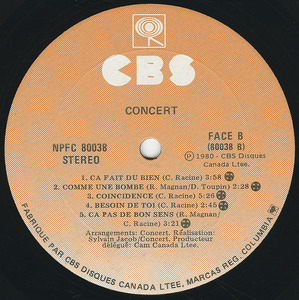 CBS
CONCERT
NPFC 80038
STEREO
FACE B
(80038 B)
℗ 1980 - CBS Disques
Canada Ltee.
1. CA FAIT DU BIEN (C. Racine) 3:58
2. COMME UNE BOMBE (R. Magnan/D. Toupin) 2:28
3. COINCIDENCE (C. Racine) 5:26
4. BESOIN DE TOI (C. Racine) 2:53
5. CA PAS DE BON SENS (R. Magnan/
C. Racine) 3:21
Arrangements: Concert. Réalisation:
Sylvain Jacob/Concert. Producteur
délégué: Cam Canada Ltee.
FABRIQUE PAR CBS DISQUES CANADA LTEE., MARCAS REG. COLUMBIA